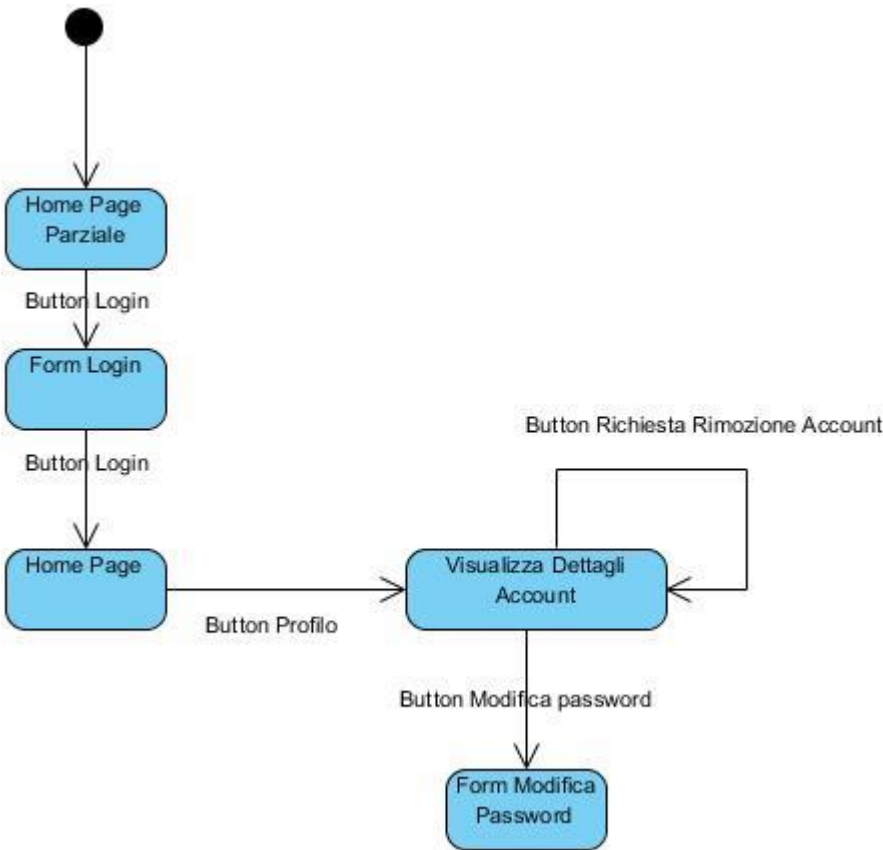 Home Page
Parziale
Button Login
Form Login
Button Richiesta Rimozione Account
Button Login
Home Page
Visualizza Dettagli
Account
Button Profilo
Button Modifica password
Form Modifica
Password